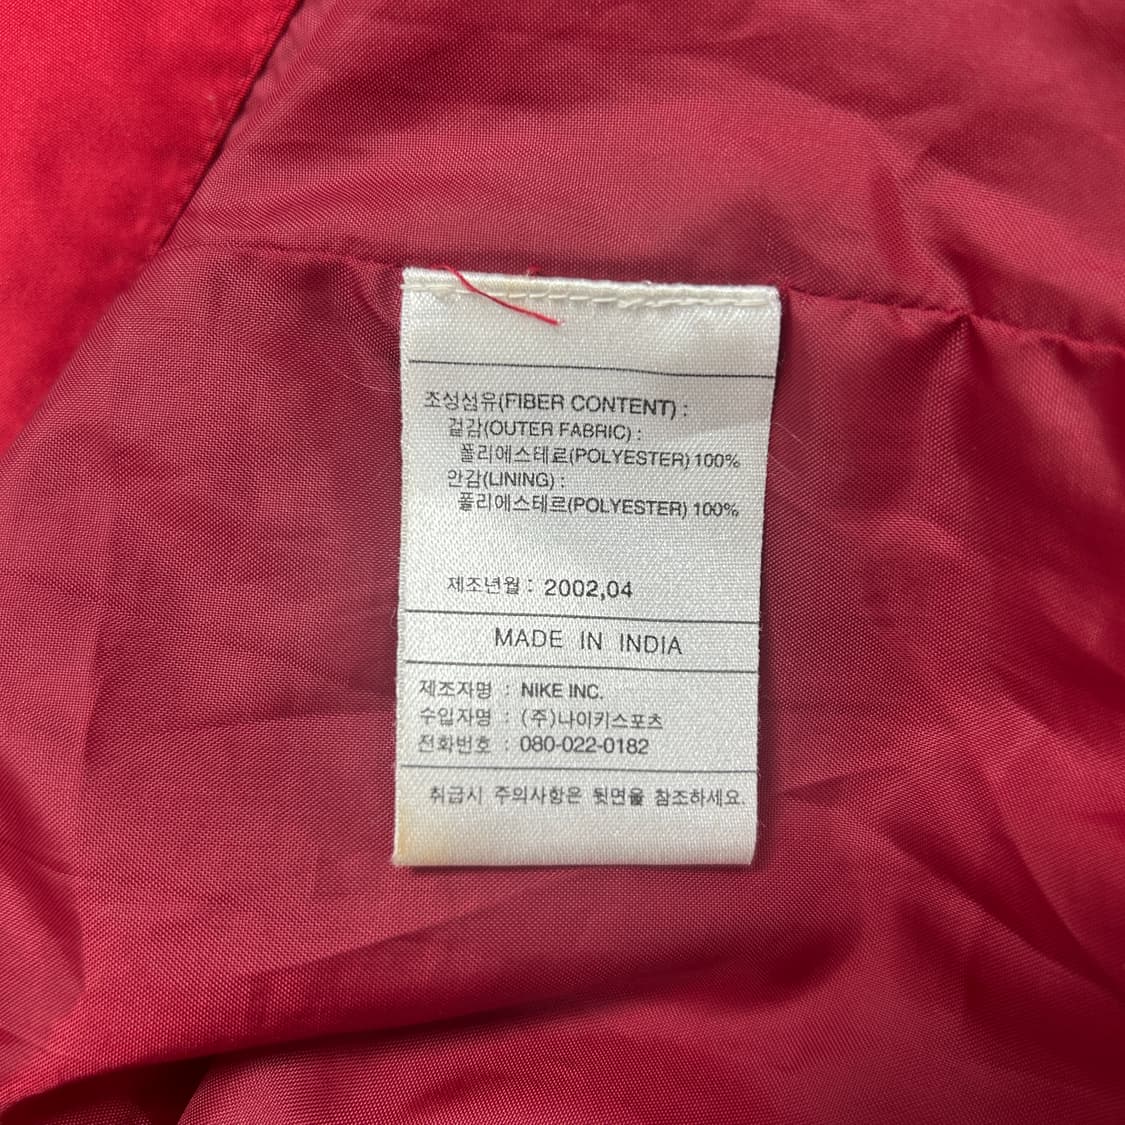 조성섬유(FIBER CONTENT) :
겉감(OUTER FABRIC) :
폴리에스테르(POLYESTER) 100%
안감(LINING) :
폴리에스테르(POLYESTER) 100%
제조년월 : 2002,04
MADE IN INDIA
제조자명 : NIKE INC.
수입자명 : (주)나이키스포츠
전화번호 : 080-022-0182
취급시 주의사항은 뒷면을 참조하세요.